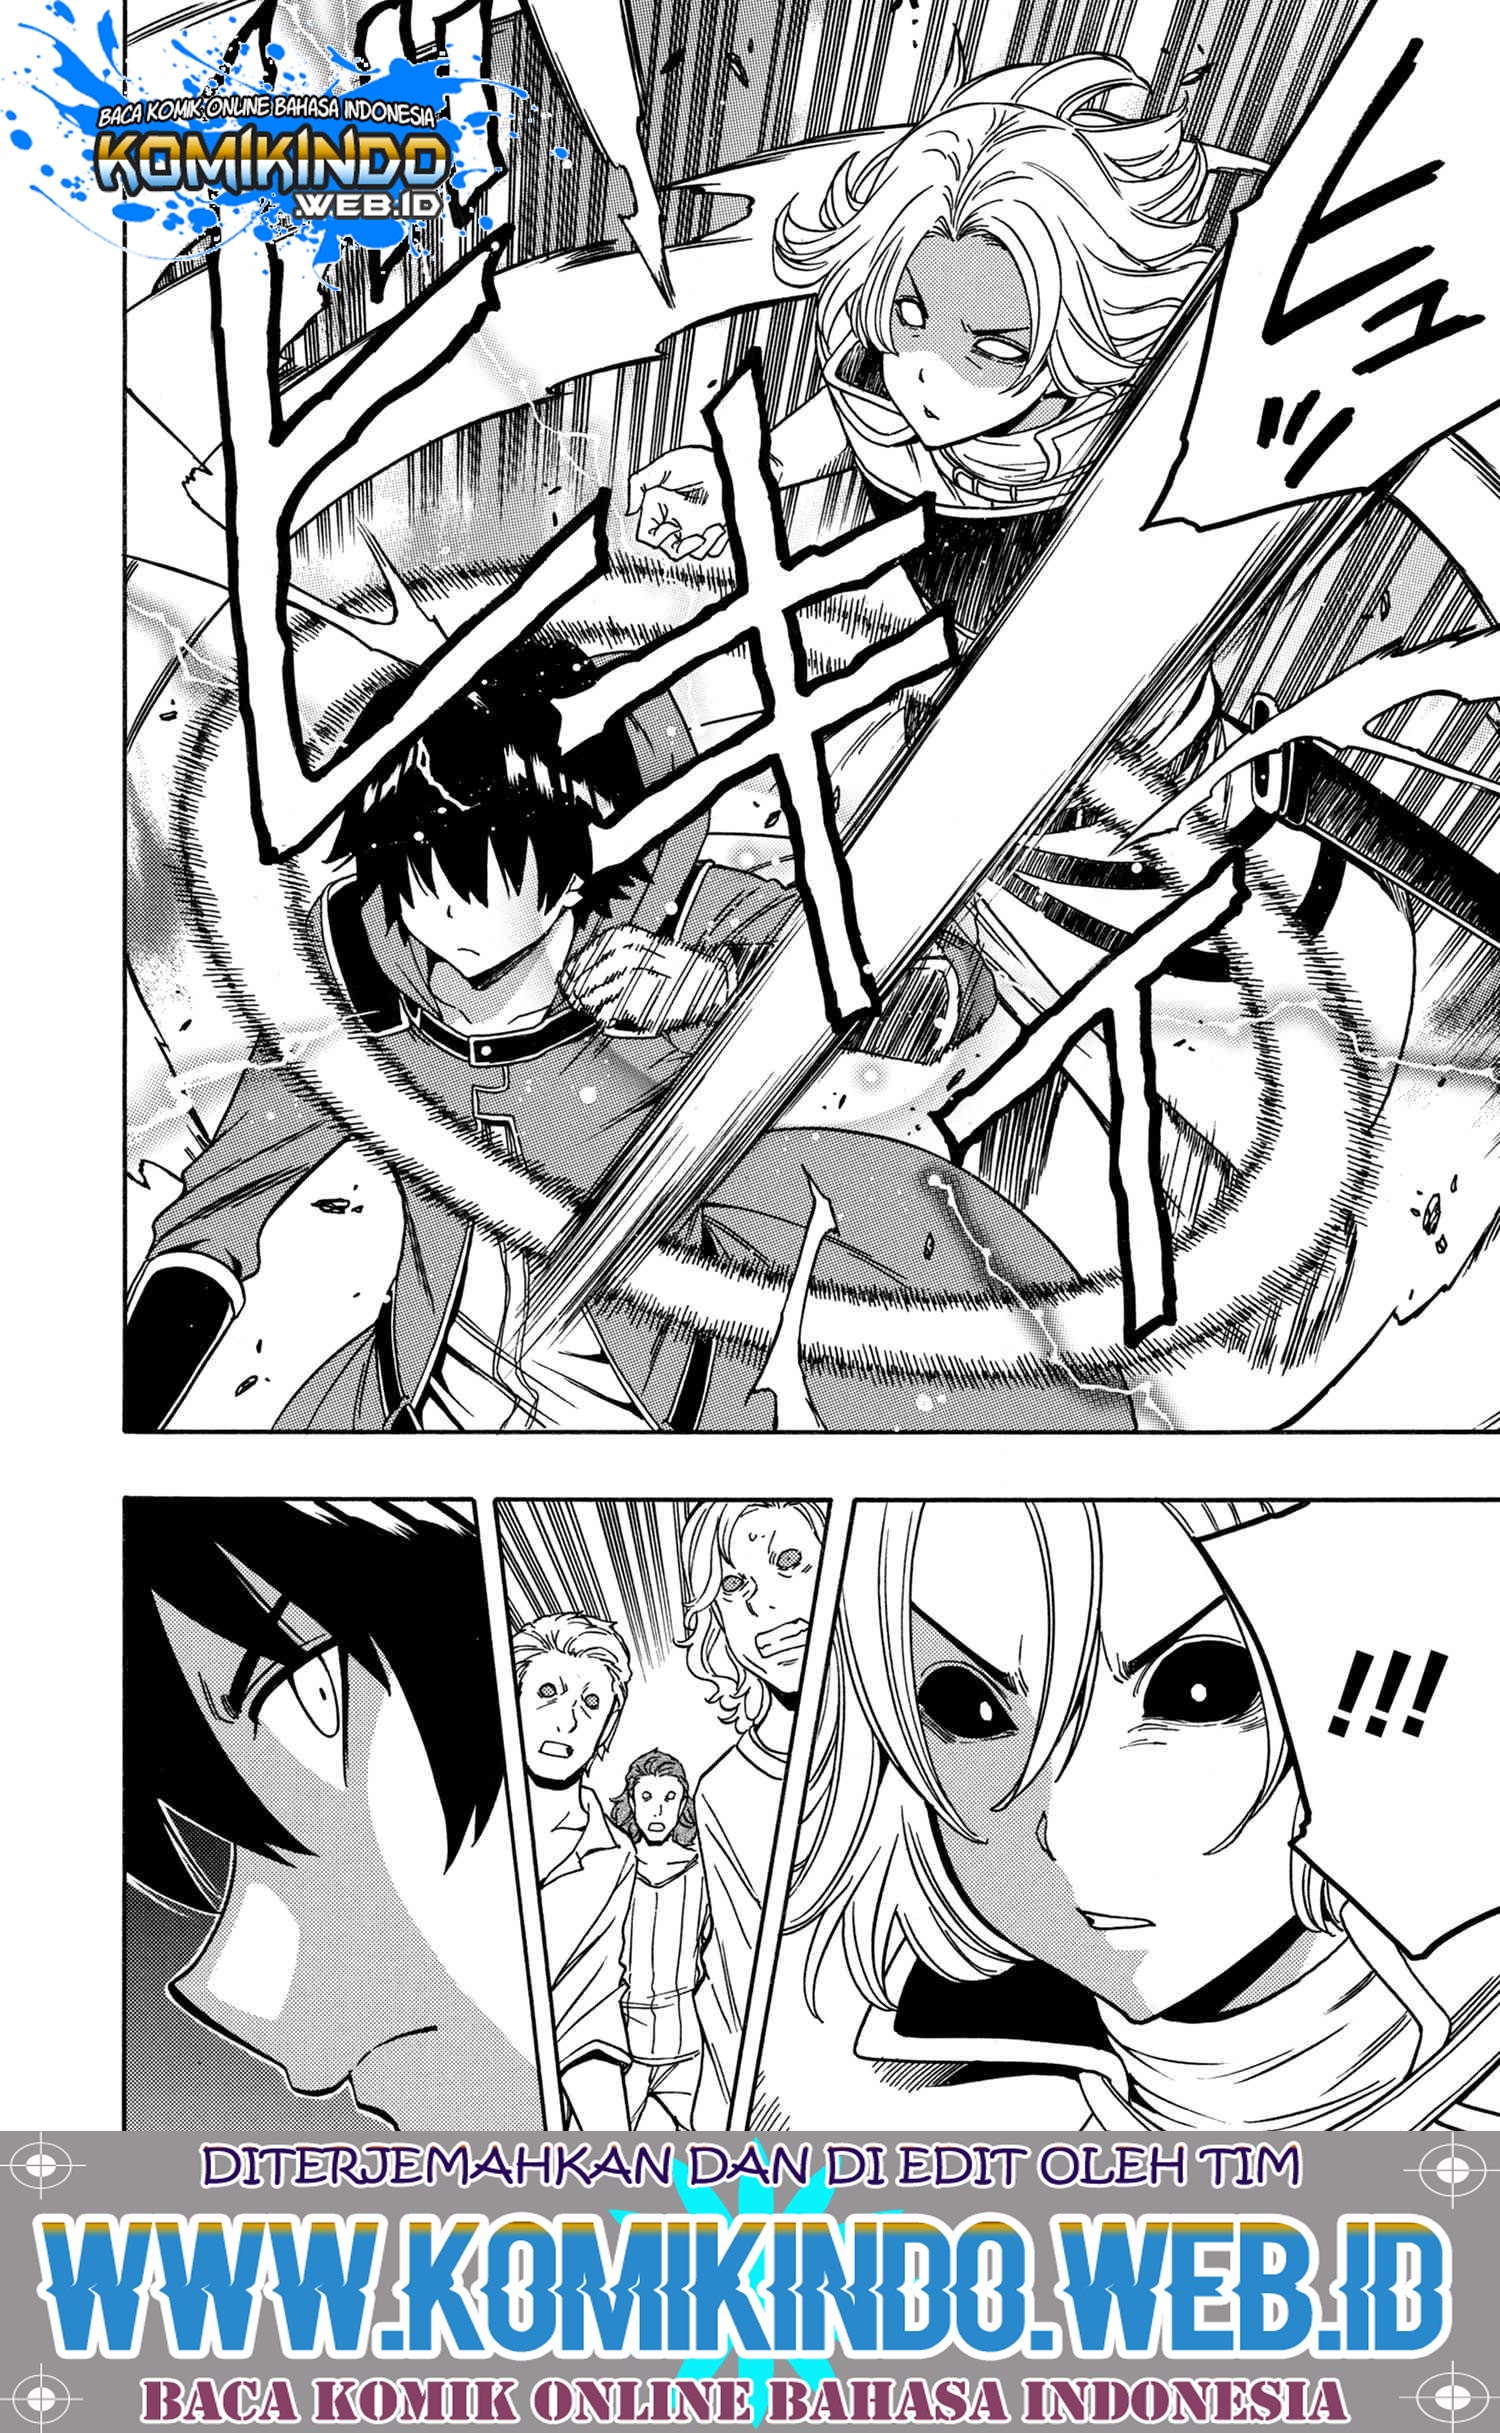 BACA KOMIK ONLINE BAHASA INDONESIA
KOMIKINDO
.WEB.ID
ヒュッ
ヒキィ
!!!
DITERJEMAHKAN DAN DI EDIT OLEH TIM
WWW.KOMIKINDO.WEB.ID
BACA KOMIK ONLINE BAHASA INDONESIA